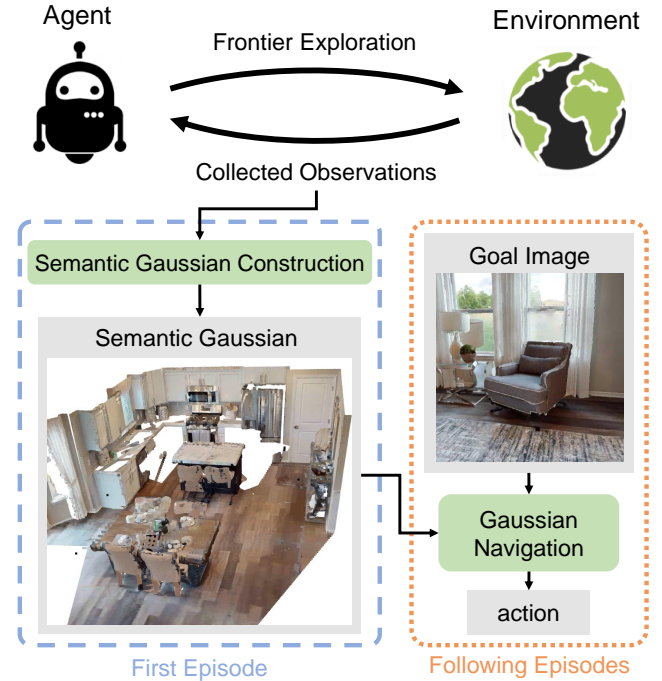 Agent
Environment
Frontier Exploration
Collected Observations
Semantic Gaussian Construction
Semantic Gaussian
Goal Image
Gaussian
Navigation
action
First Episode
Following Episodes